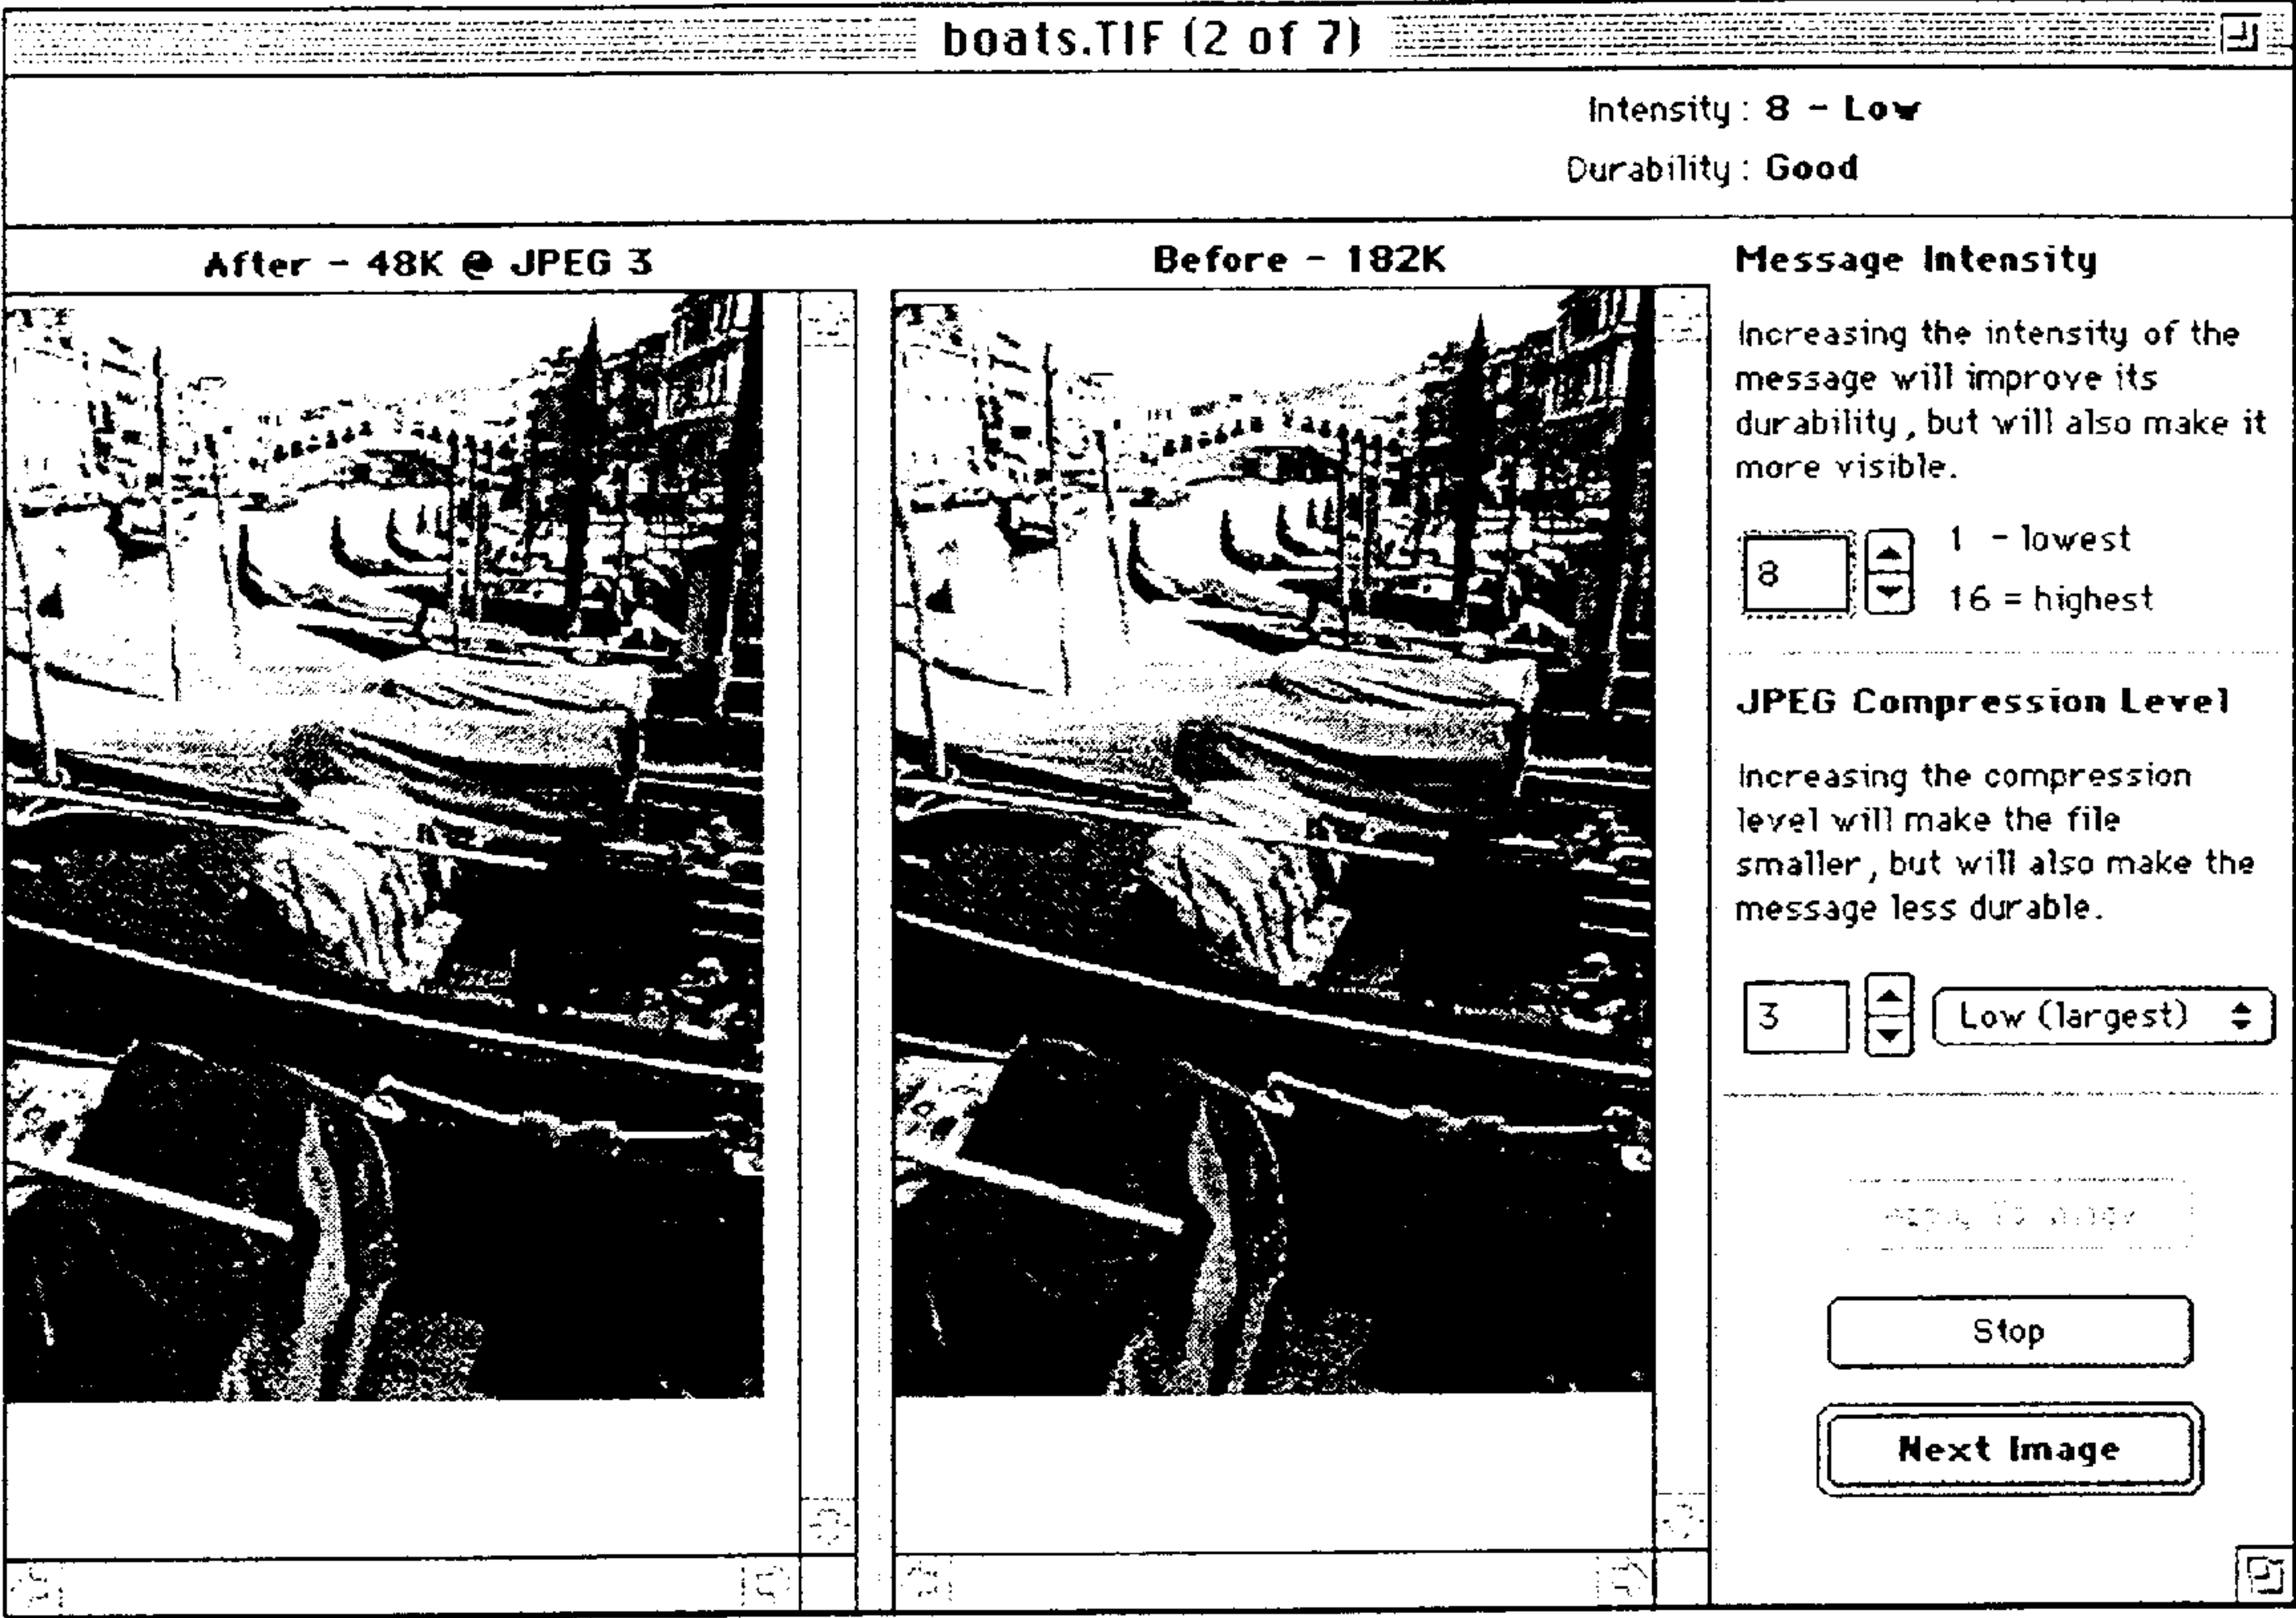 boats.TIF (2 of 7)
Intensity : 8 - Low
Durability : Good
After - 48K @ JPEG 3
Before - 182K
Message Intensity
Increasing the intensity of the
message will improve its
durability, but will also make it
more visible.
8
1 - lowest
16 = highest
JPEG Compression Level
Increasing the compression
level will make the file
smaller, but will also make the
message less durable.
3
Low (largest)
Stop
Next Image